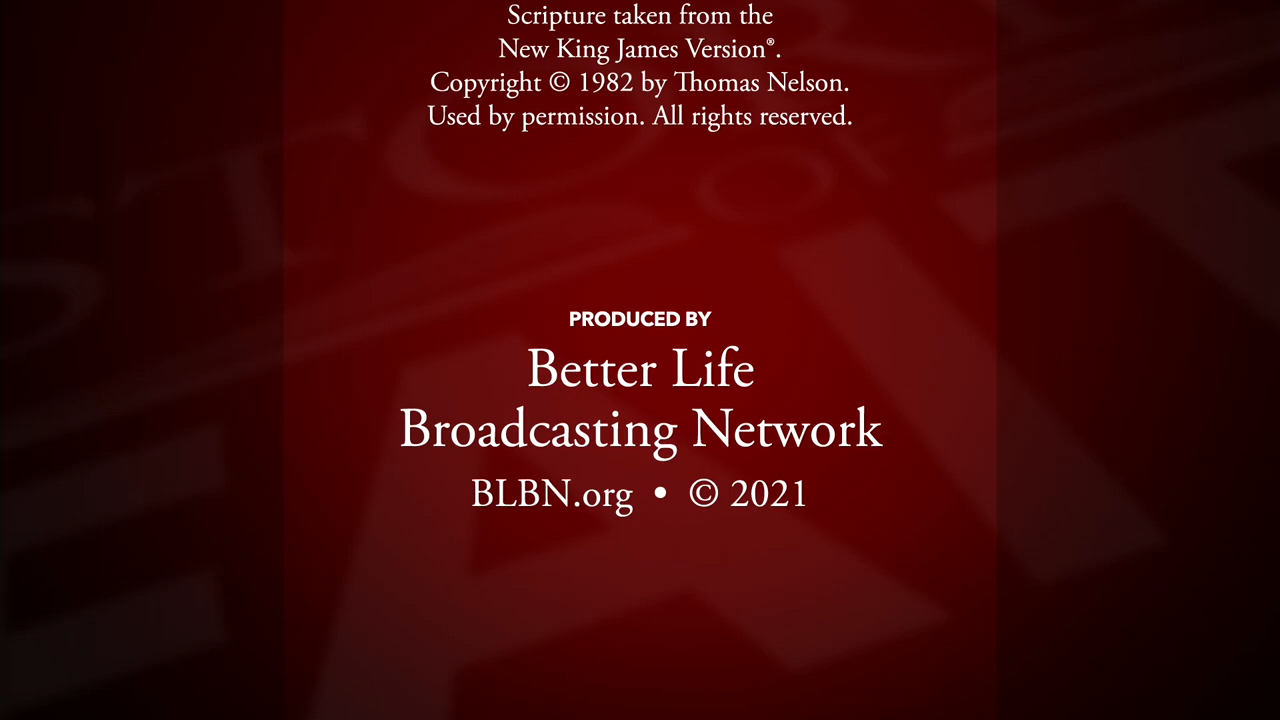 Scripture taken from the
New King James Version®.
Copyright © 1982 by Thomas Nelson.
Used by permission. All rights reserved.
PRODUCED BY
Better Life
Broadcasting Network
BLBN.org • © 2021